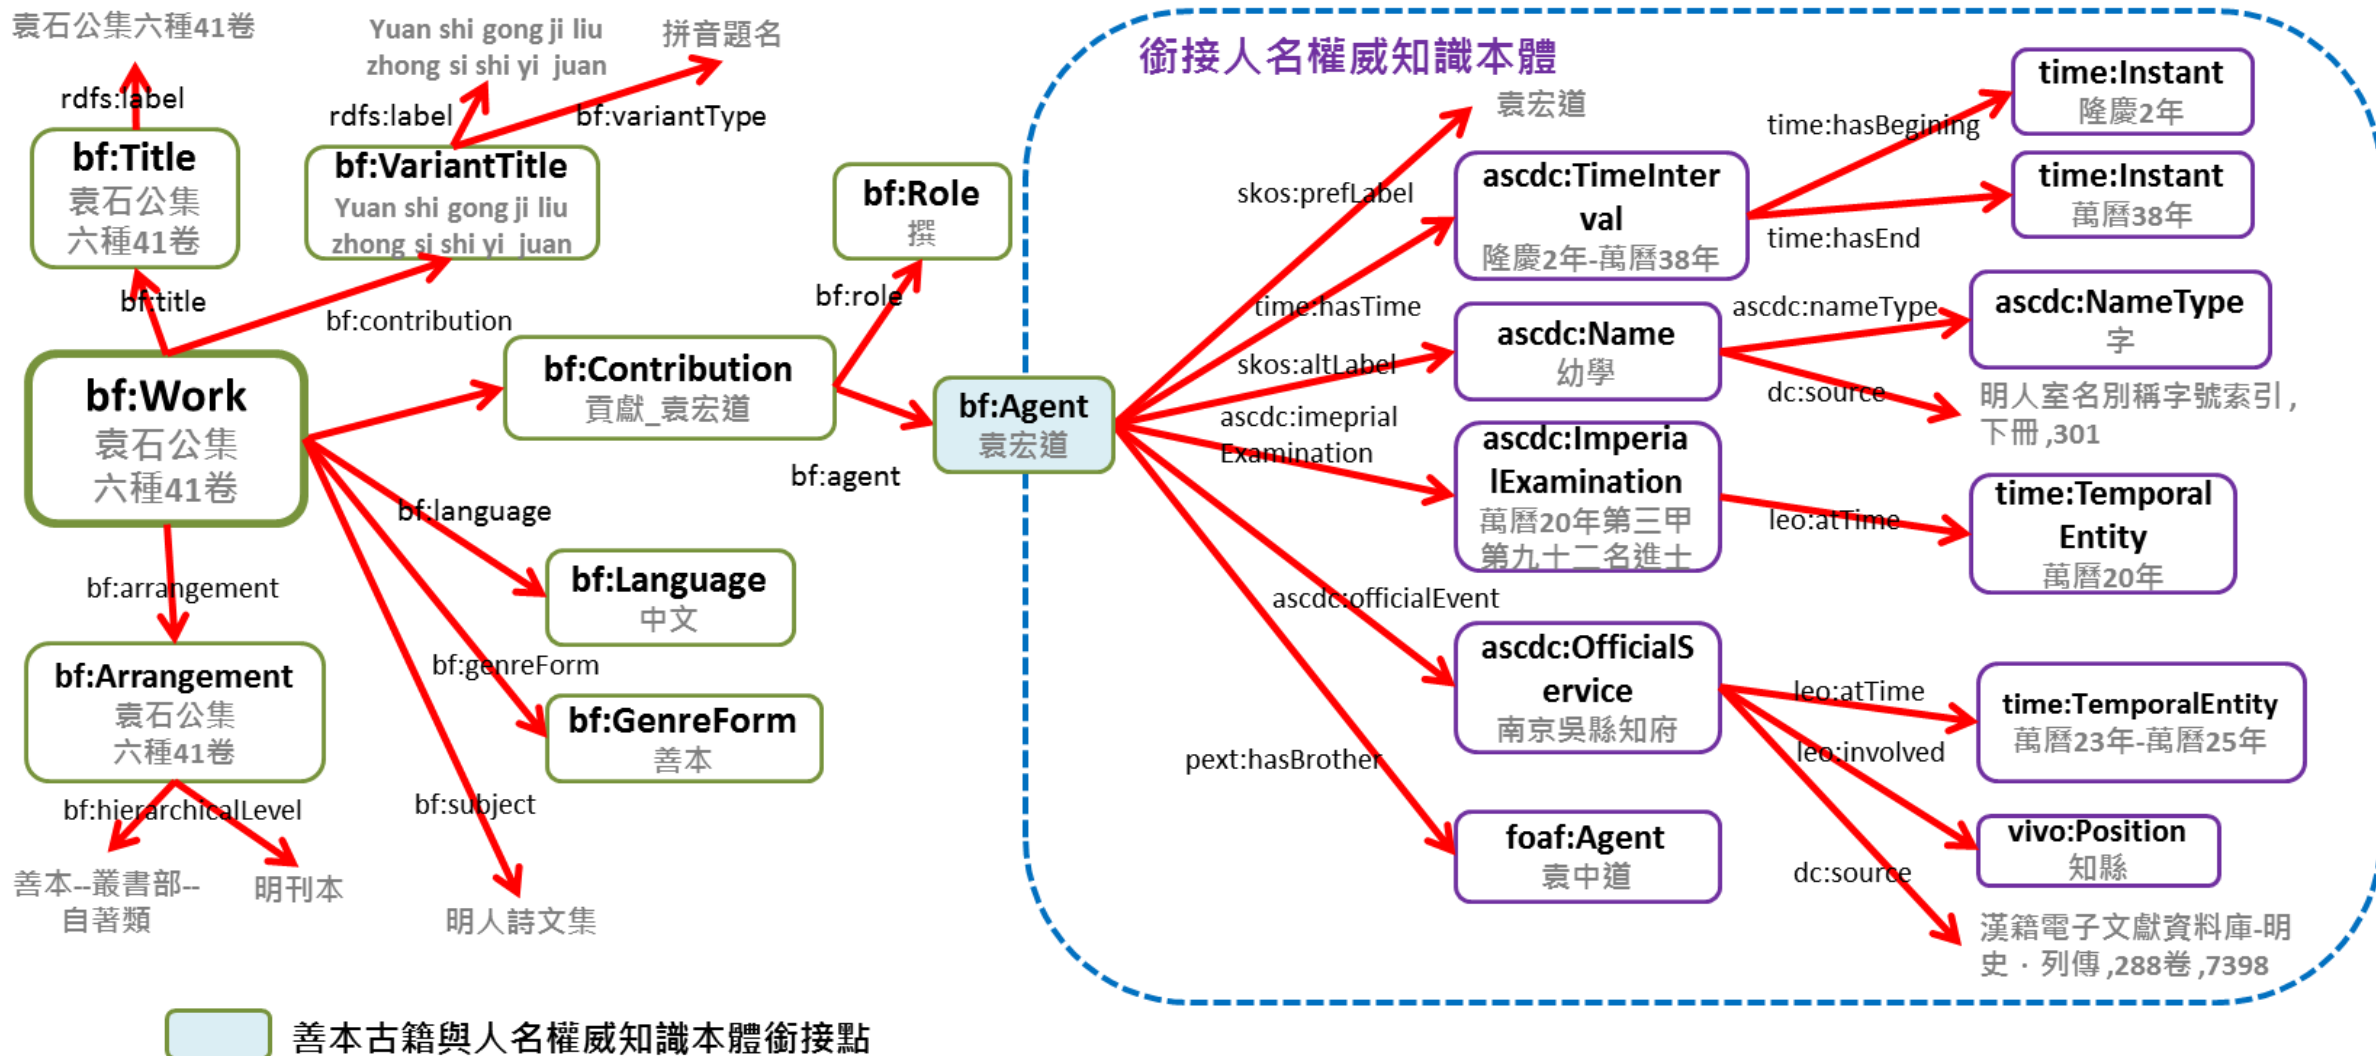 袁石公集六種41卷
Yuan shi gong ji liu
zhong si shi yi  juan
拼音題名
rdfs:label
rdfs:label
bf:variantType
bf:Title
袁石公集
六種41卷
bf:VariantTitle
Yuan shi gong ji liu
zhong si shi yi  juan
bf:title
bf:contribution
bf:Role
撰
bf:role
bf:Work
袁石公集
六種41卷
bf:Contribution
貢獻_袁宏道
bf:agent
bf:Agent
袁宏道
bf:language
bf:Language
中文
bf:arrangement
bf:genreForm
bf:GenreForm
善本
bf:Arrangement
袁石公集
六種41卷
bf:hierarchicalLevel
善本--叢書部--
自著類
明刊本
bf:subject
明人詩文集
銜接人名權威知識本體
skos:prefLabel
袁宏道
time:hasTime
ascdc:TimeInter
val
隆慶2年-萬曆38年
time:hasBegining
time:Instant
隆慶2年
time:hasEnd
time:Instant
萬曆38年
skos:altLabel
ascdc:Name
幼學
ascdc:nameType
ascdc:NameType
字
dc:source
明人室名別稱字號索引,
下冊,301
ascdc:imeprial
Examination
ascdc:Imperia
lExamination
萬曆20年第三甲
第九十二名進士
leo:atTime
time:Temporal
Entity
萬曆20年
ascdc:officialEvent
ascdc:OfficialS
ervice
南京吳縣知府
leo:atTime
time:TemporalEntity
萬曆23年-萬曆25年
leo:involved
vivo:Position
知縣
dc:source
漢籍電子文獻資料庫-明
史．列傳,288卷,7398
pext:hasBrother
foaf:Agent
袁中道
善本古籍與人名權威知識本體銜接點